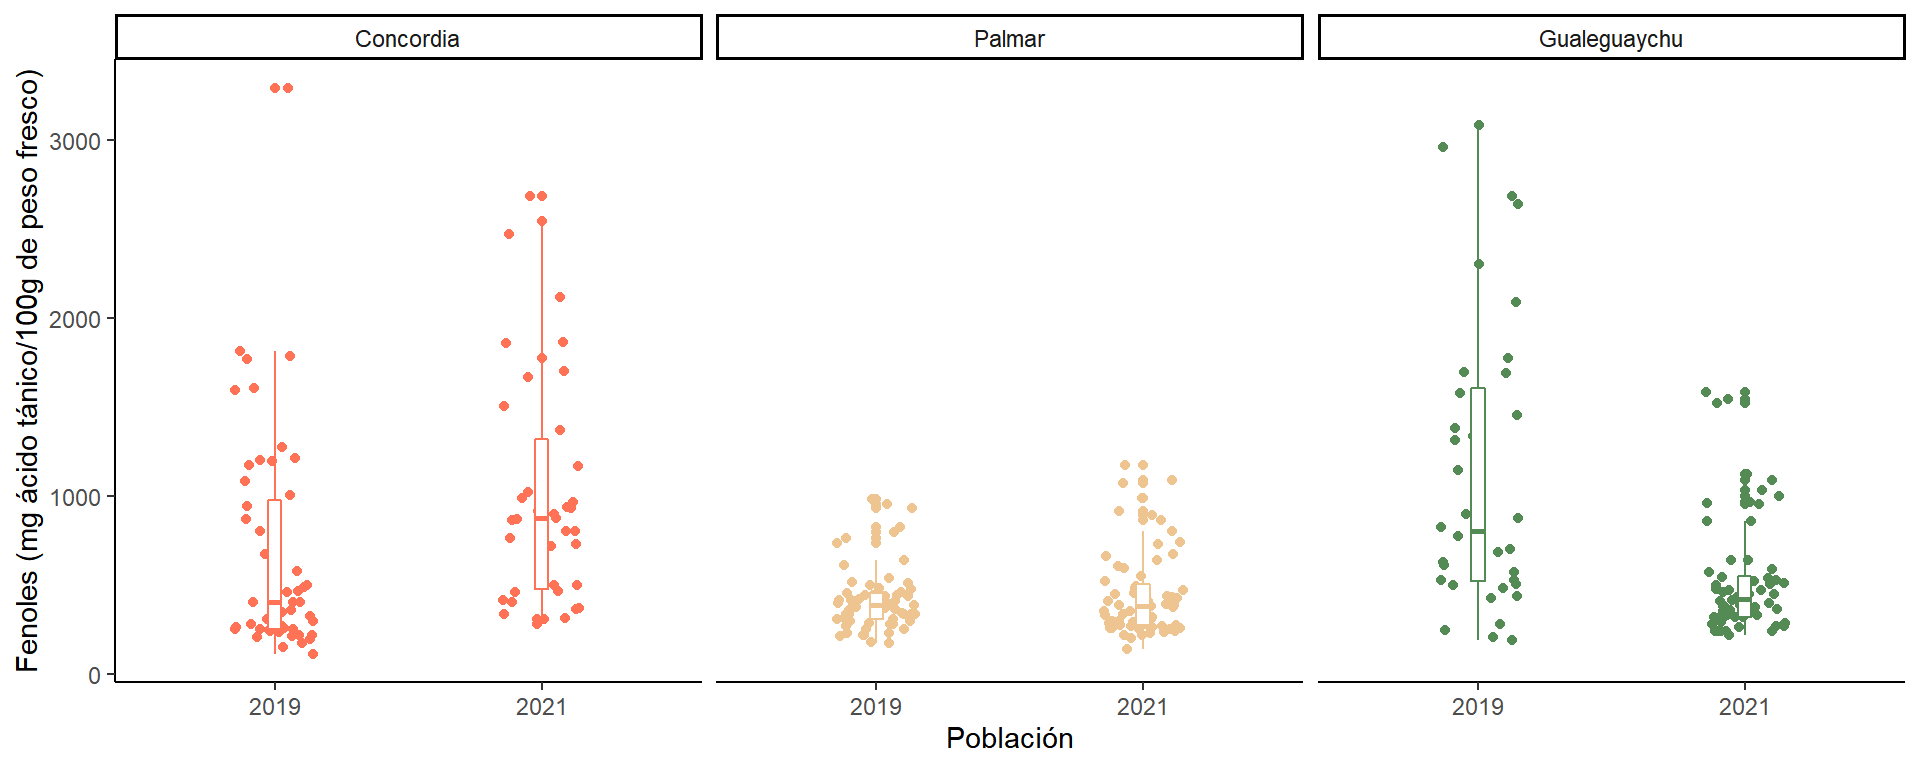 Concordia
Palmar
Gualeguaychu
Fenoles (mg ácido tánico/100g de peso fresco)
3000
2000
1000
0
2019
2021
2019
2021
2019
2021
Población